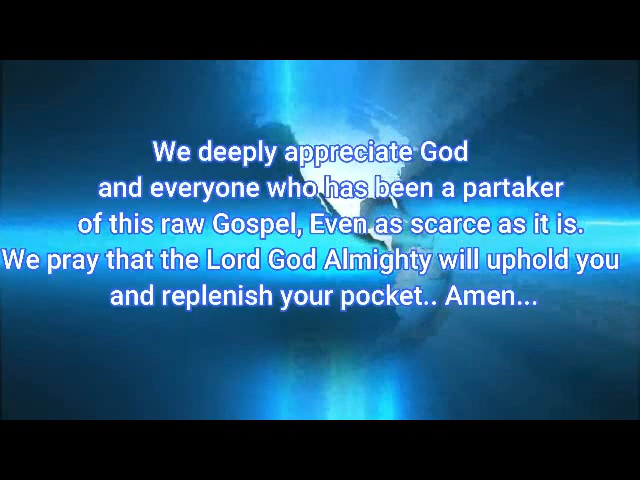 We deeply appreciate God
and everyone who has been a partaker
of this raw Gospel, Even as scarce as it is.
We pray that the Lord God Almighty will uphold you
and replenish your pocket.. Amen...